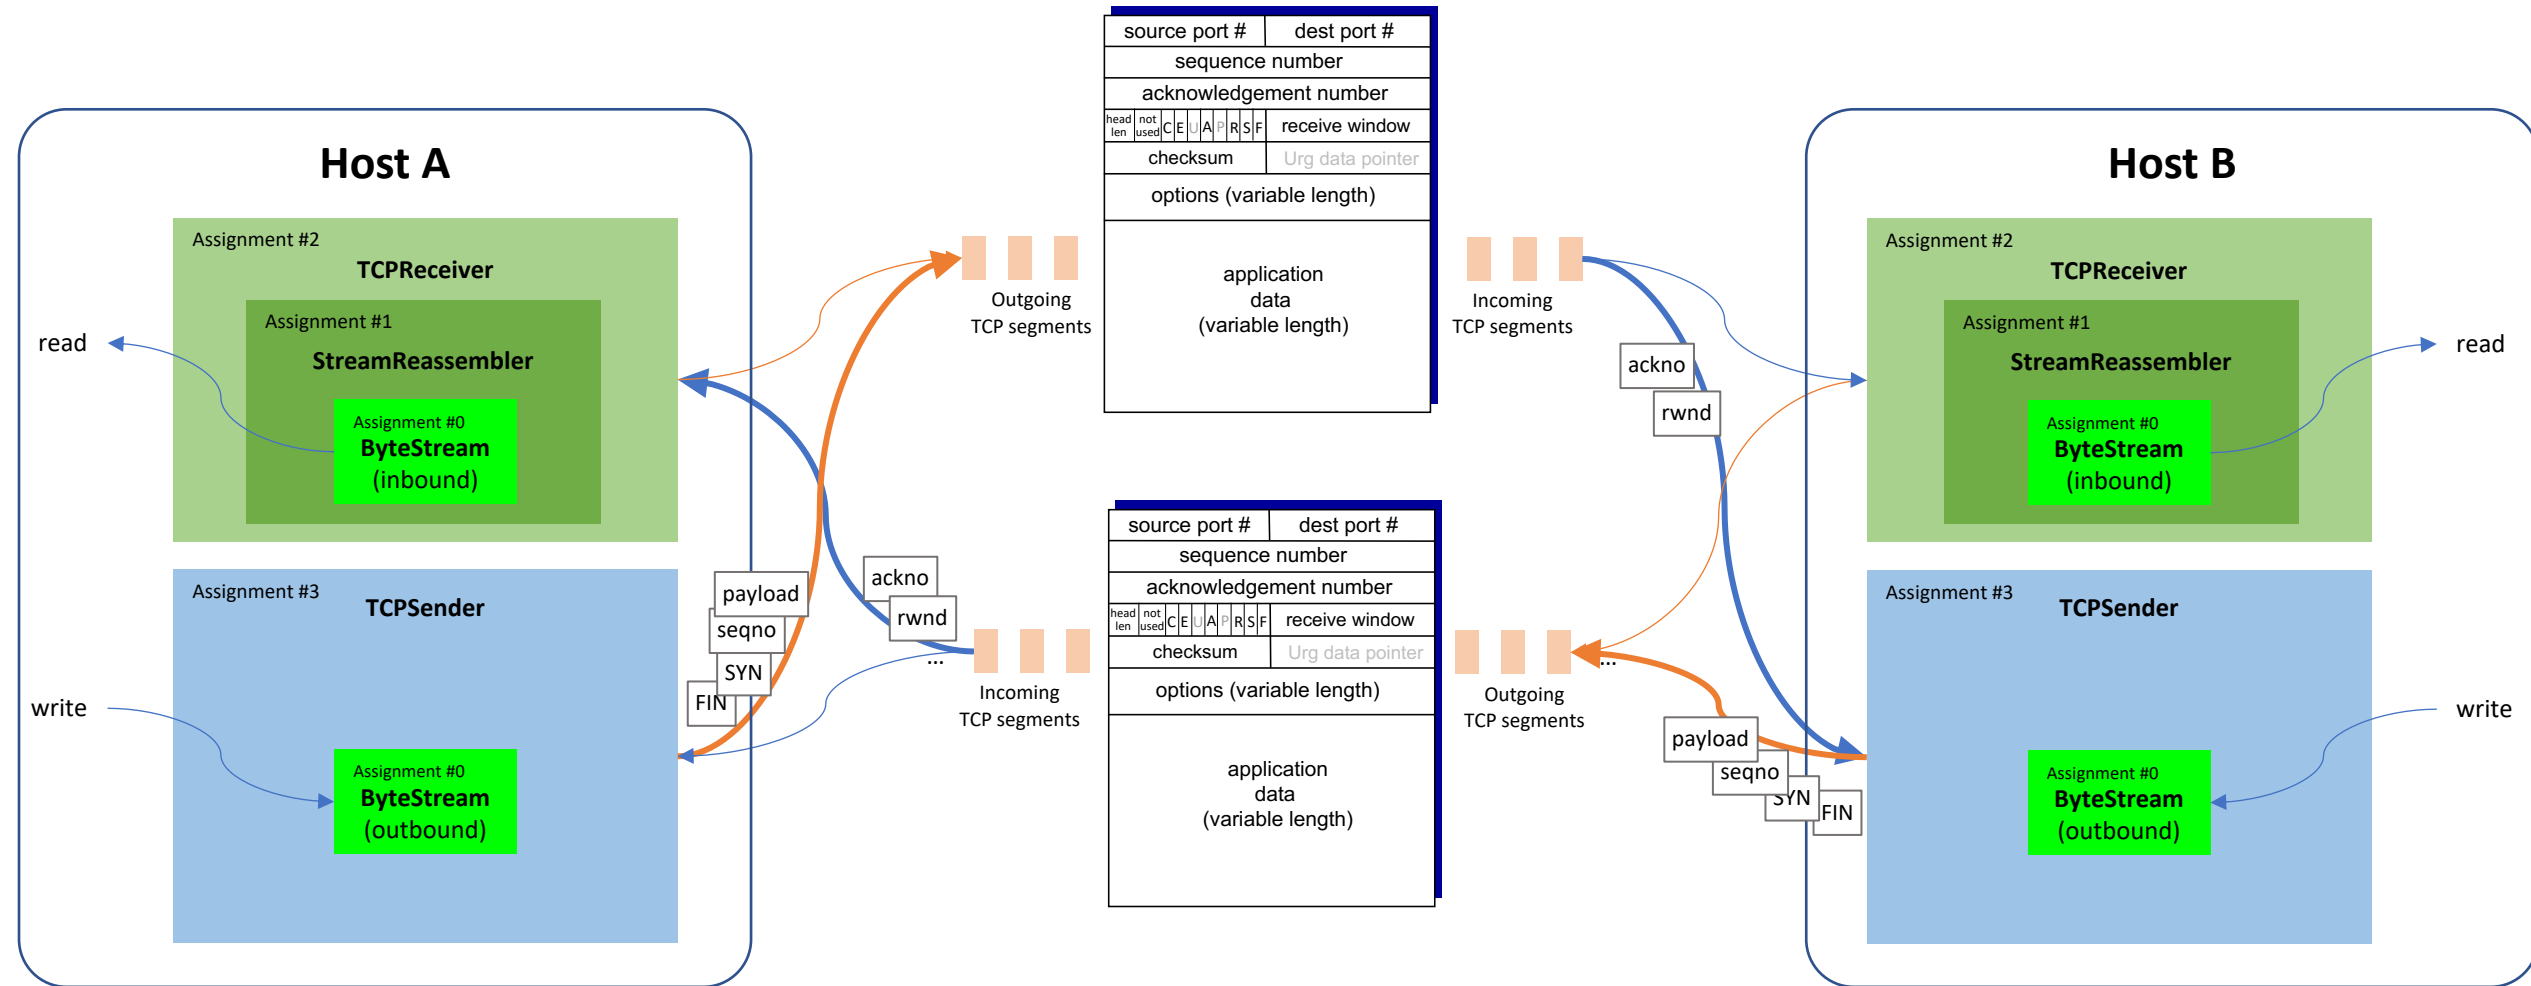 Host A
Assignment #2
TCPReceiver
Assignment #1
StreamReassembler
Assignment #0
ByteStream
(inbound)
read
Assignment #3
TCPSender
write
Assignment #0
ByteStream
(outbound)
payload
seqno
SYN
FIN
ackno
rwnd
...
Outgoing
TCP segments
Incoming
TCP segments
source port # dest port #
sequence number
acknowledgement number
head len not used C E U A P R S F receive window
checksum Urg data pointer
options (variable length)
application
data
(variable length)
source port # dest port #
sequence number
acknowledgement number
head len not used C E U A P R S F receive window
checksum Urg data pointer
options (variable length)
application
data
(variable length)
Incoming
TCP segments
Outgoing
TCP segments
ackno
rwnd
...
payload
seqno
SYN
FIN
Host B
Assignment #2
TCPReceiver
Assignment #1
StreamReassembler
Assignment #0
ByteStream
(inbound)
read
Assignment #3
TCPSender
write
Assignment #0
ByteStream
(outbound)